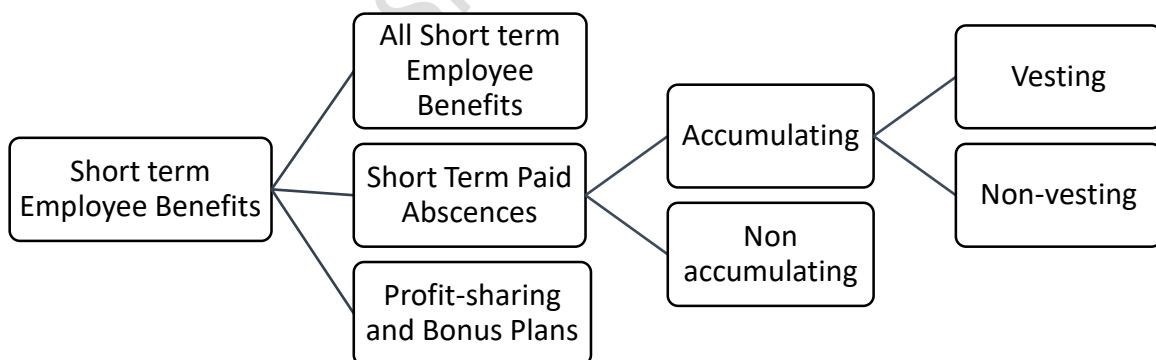 Short term
Employee Benefits
All Short term
Employee
Benefits
Short Term Paid
Abscences
Profit-sharing
and Bonus Plans
Accumulating
Non
accumulating
Vesting
Non-vesting